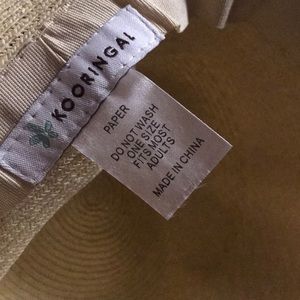 KOORINGAL
PAPER
DO NOT WASH
ONE SIZE
FITS MOST
ADULTS
MADE IN CHINA